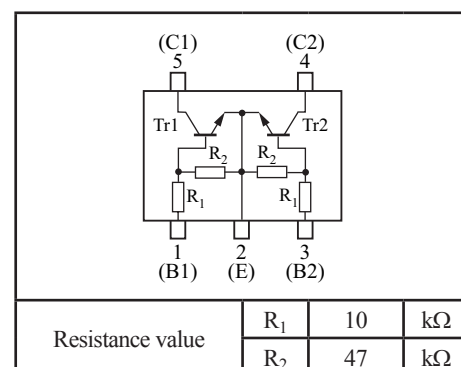 (C1) (C2)
5 4
Tr1 Tr2
R2 R2
R1 R1
1 2 3
(B1) (E) (B2)
Resistance value R1 10 kΩ
R2 47 kΩ